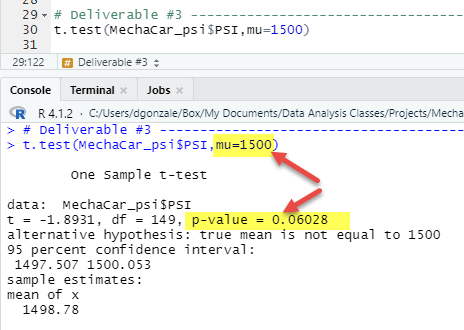 29 # Deliverable #3 ----------------------------------------
30 t.test(MechaCar_psi$PSI,mu=1500)
31
29:122 # Deliverable #3
Console Terminal × Jobs ×
R R 4.1.2 · C:/Users/dgonzale/Box/My Documents/Data Analysis Classes/Projects/Mecha
> # Deliverable #3 ----------------------------------------
> t.test(MechaCar_psi$PSI,mu=1500)
One Sample t-test
data: MechaCar_psi$PSI
t = -1.8931, df = 149, p-value = 0.06028
alternative hypothesis: true mean is not equal to 1500
95 percent confidence interval:
1497.507 1500.053
sample estimates:
mean of x
1498.78